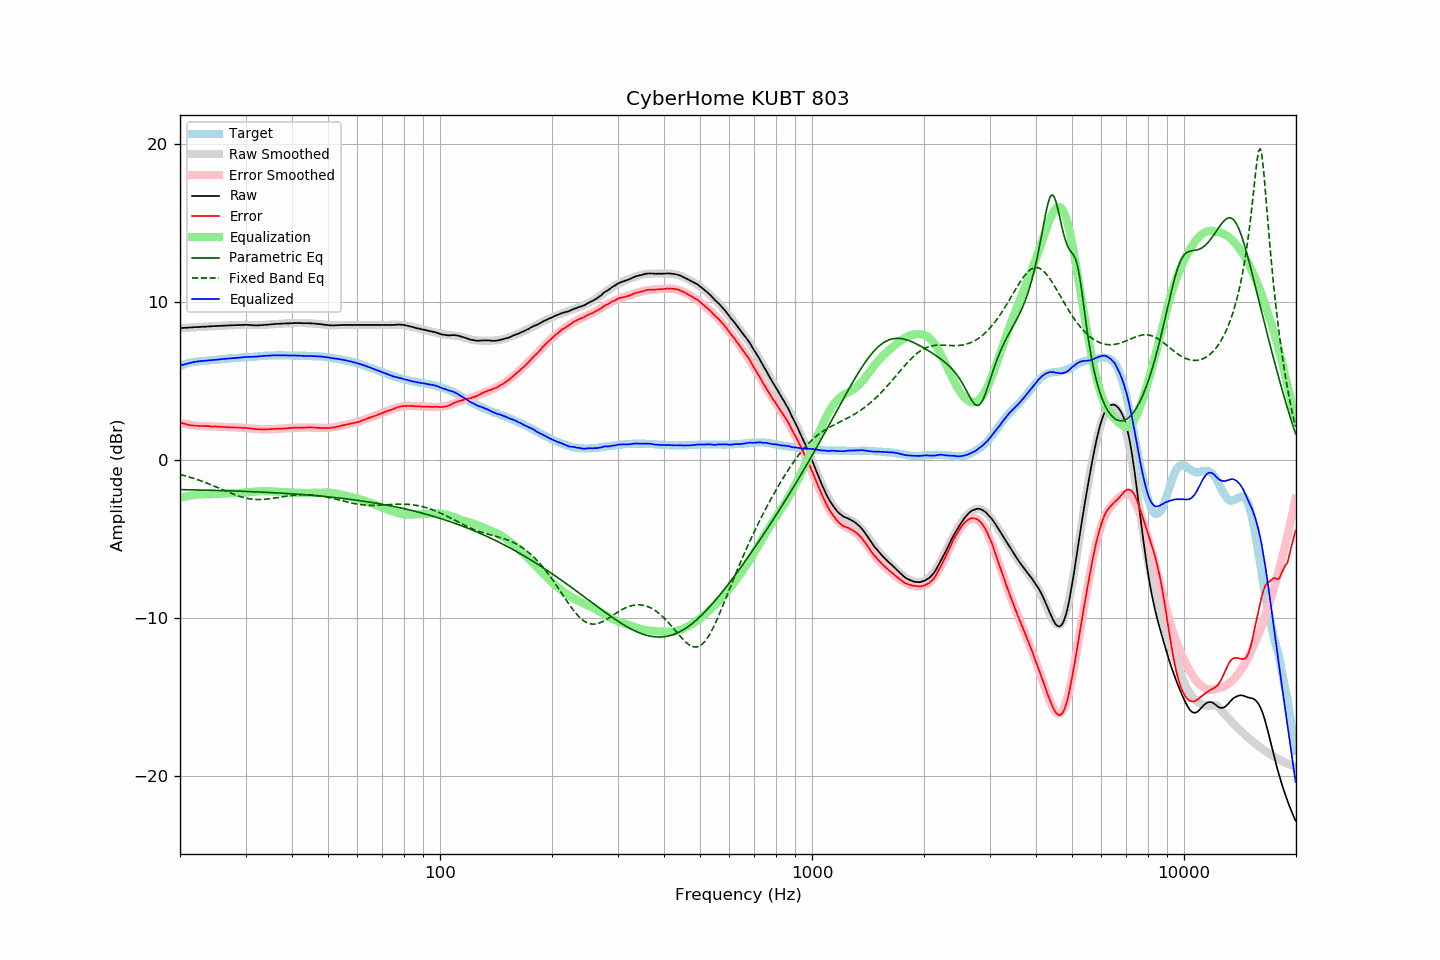 CyberHome KUBT 803
Target
Raw Smoothed
Error Smoothed
Raw
Error
Equalization
Parametric Eq
Fixed Band Eq
Equalized
20
10
0
−10
−20
Amplitude (dBr)
100
1000
10000
Frequency (Hz)